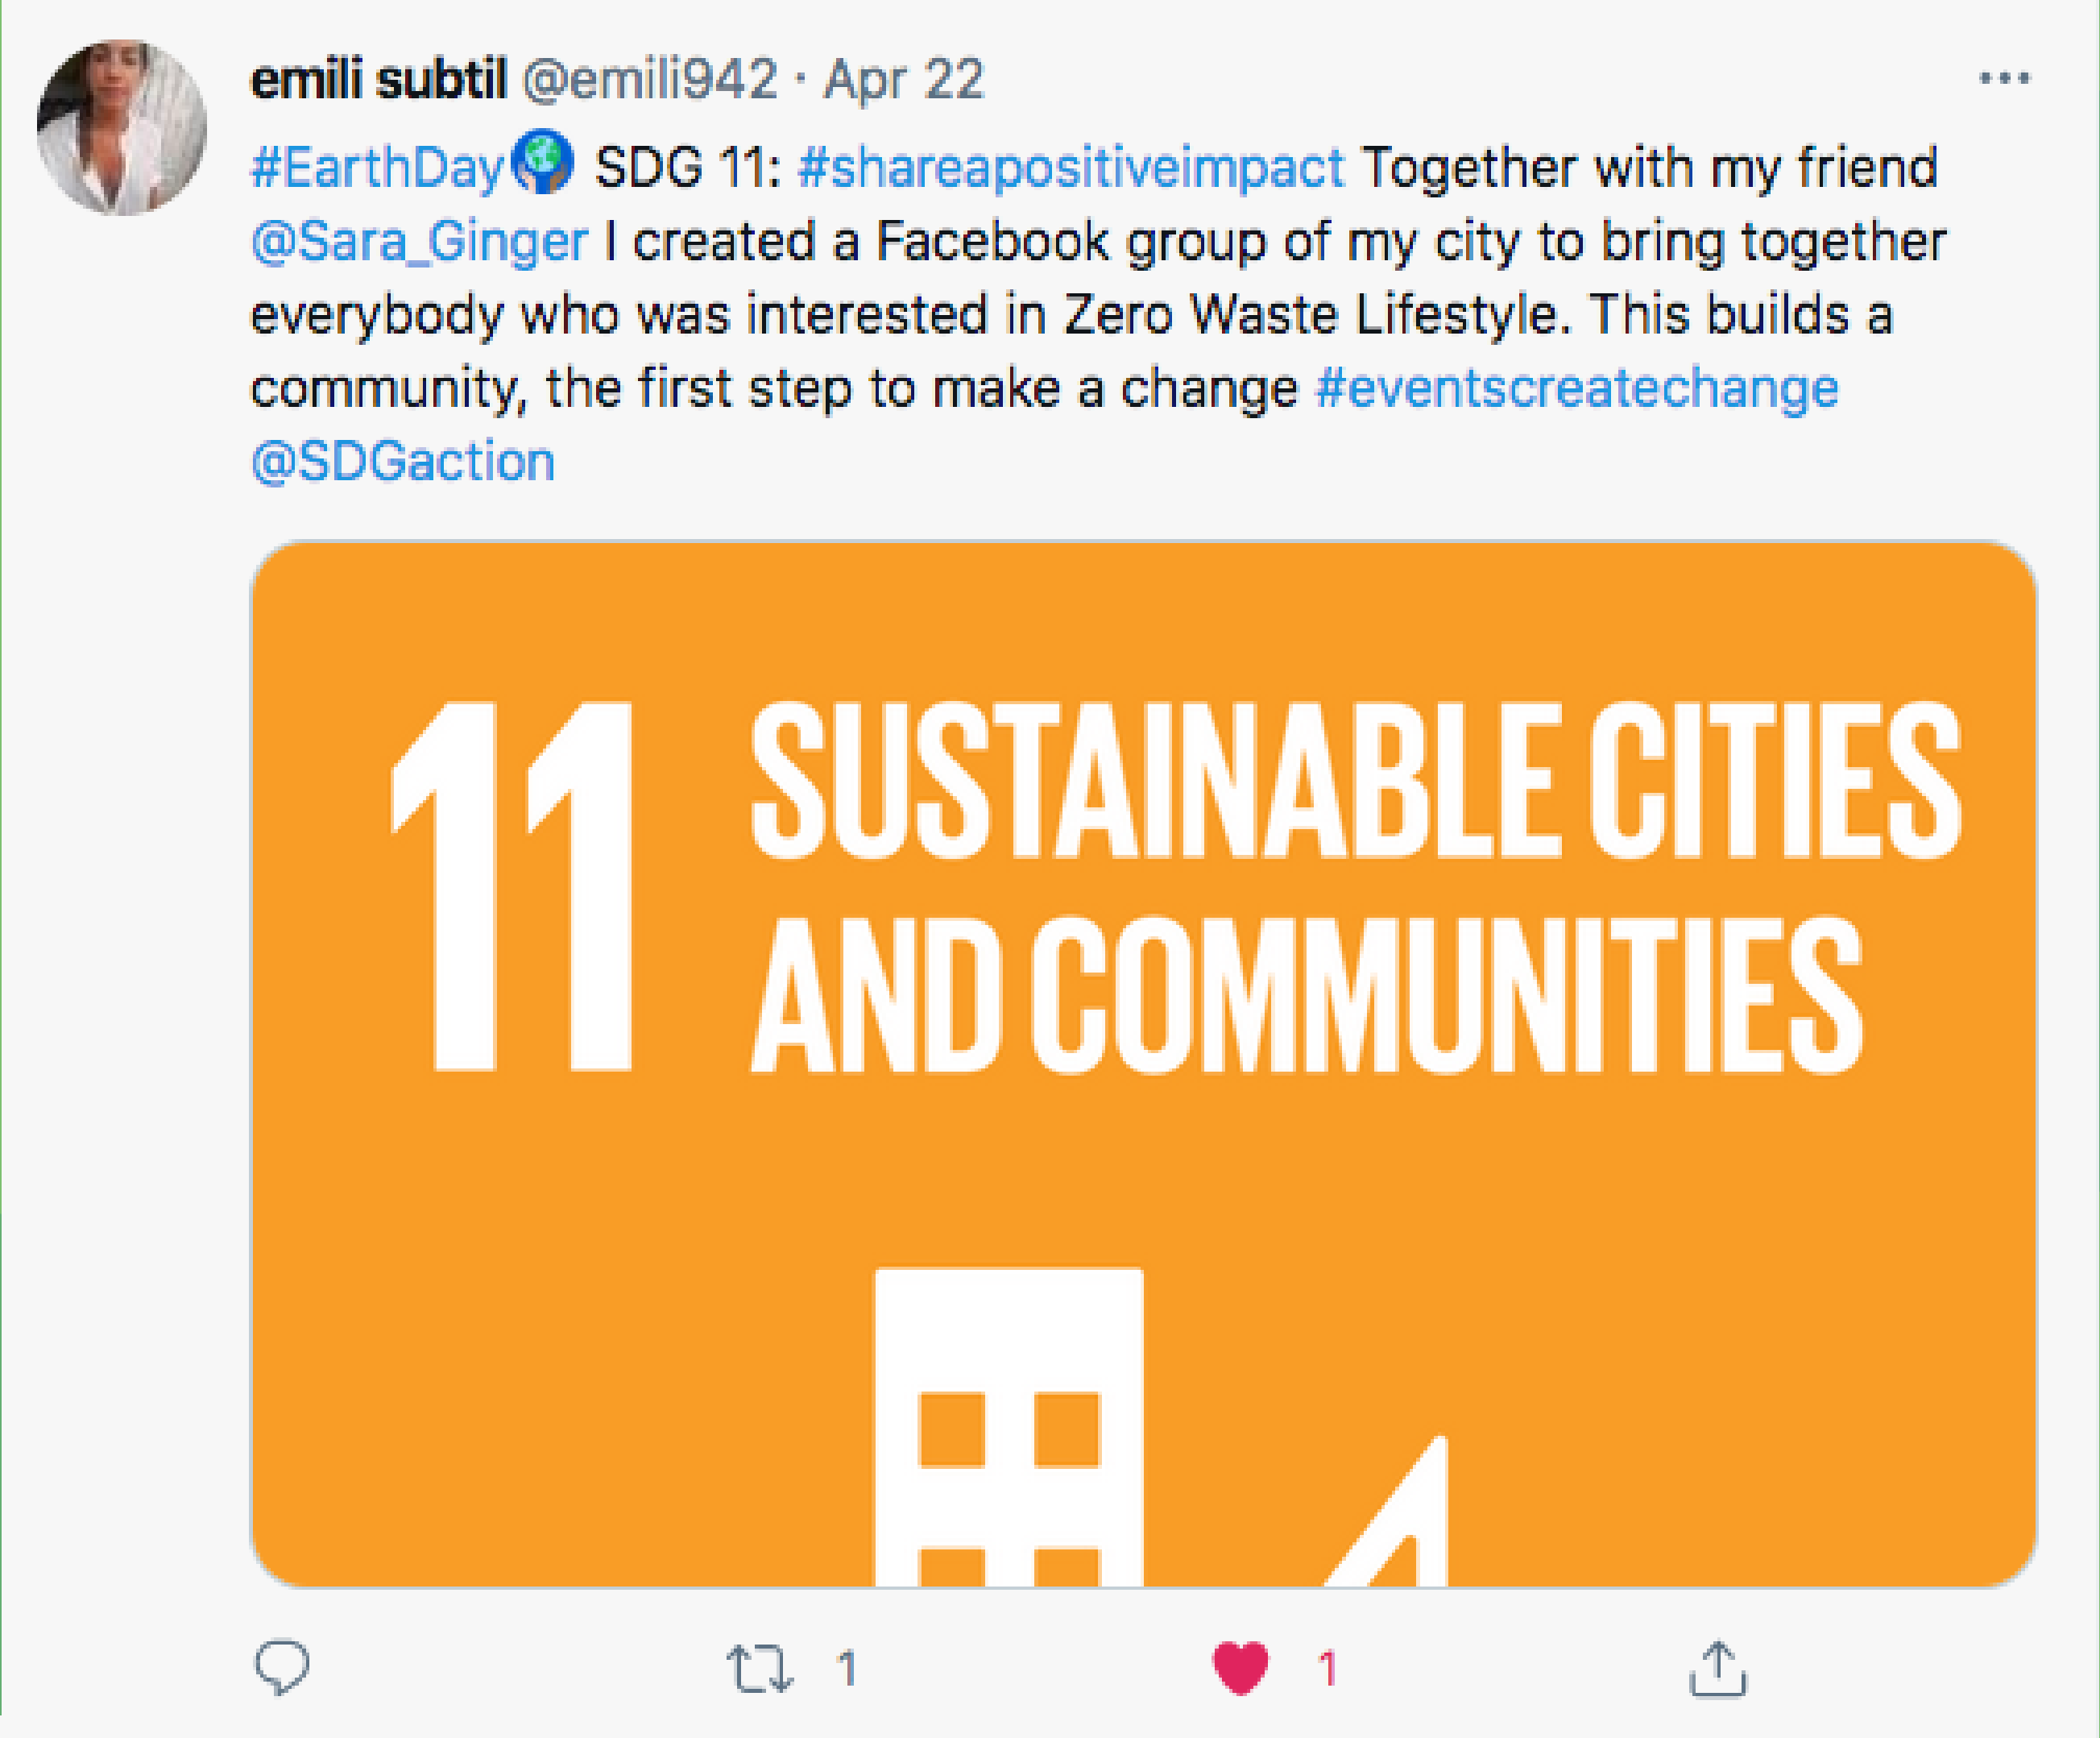 emili subtil @emili942 · Apr 22
#EarthDay SDG 11: #shareapositiveimpact Together with my friend
@Sara_Ginger I created a Facebook group of my city to bring together
everybody who was interested in Zero Waste Lifestyle. This builds a
community, the first step to make a change #eventscreatechange
@SDGaction
11 SUSTAINABLE CITIES
AND COMMUNITIES
1 1